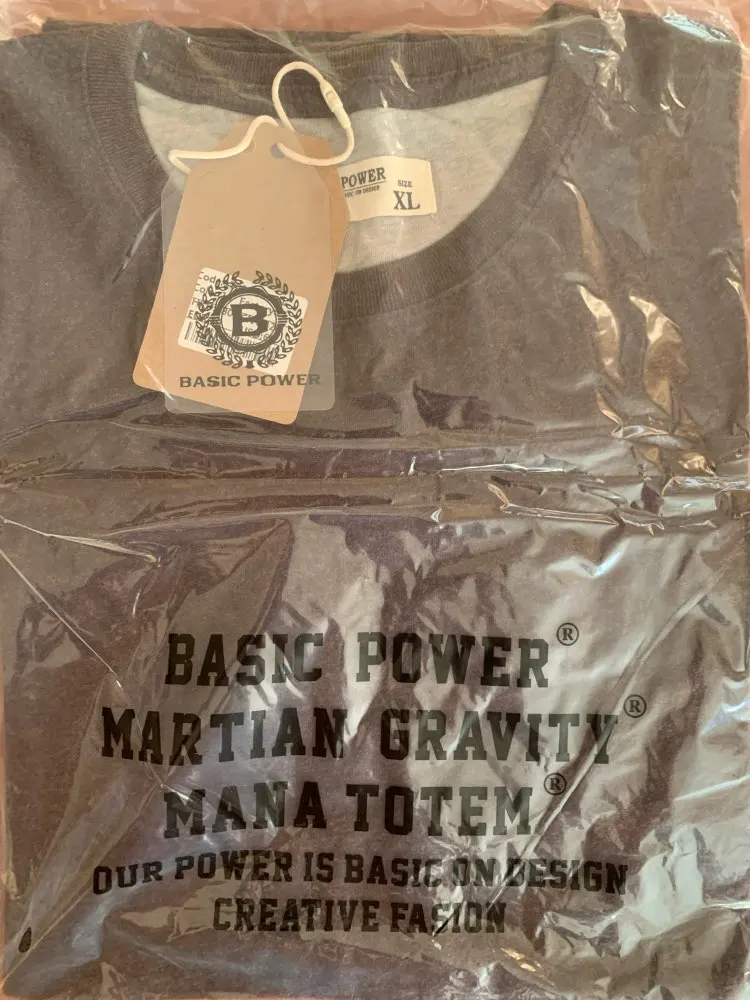 POWER
SIZE
XL
B
BASIC POWER
BASIC POWER®
MARTIAN GRAVITY®
MANA TOTEM®
OUR POWER IS BASIC ON DESIGN
CREATIVE FASION